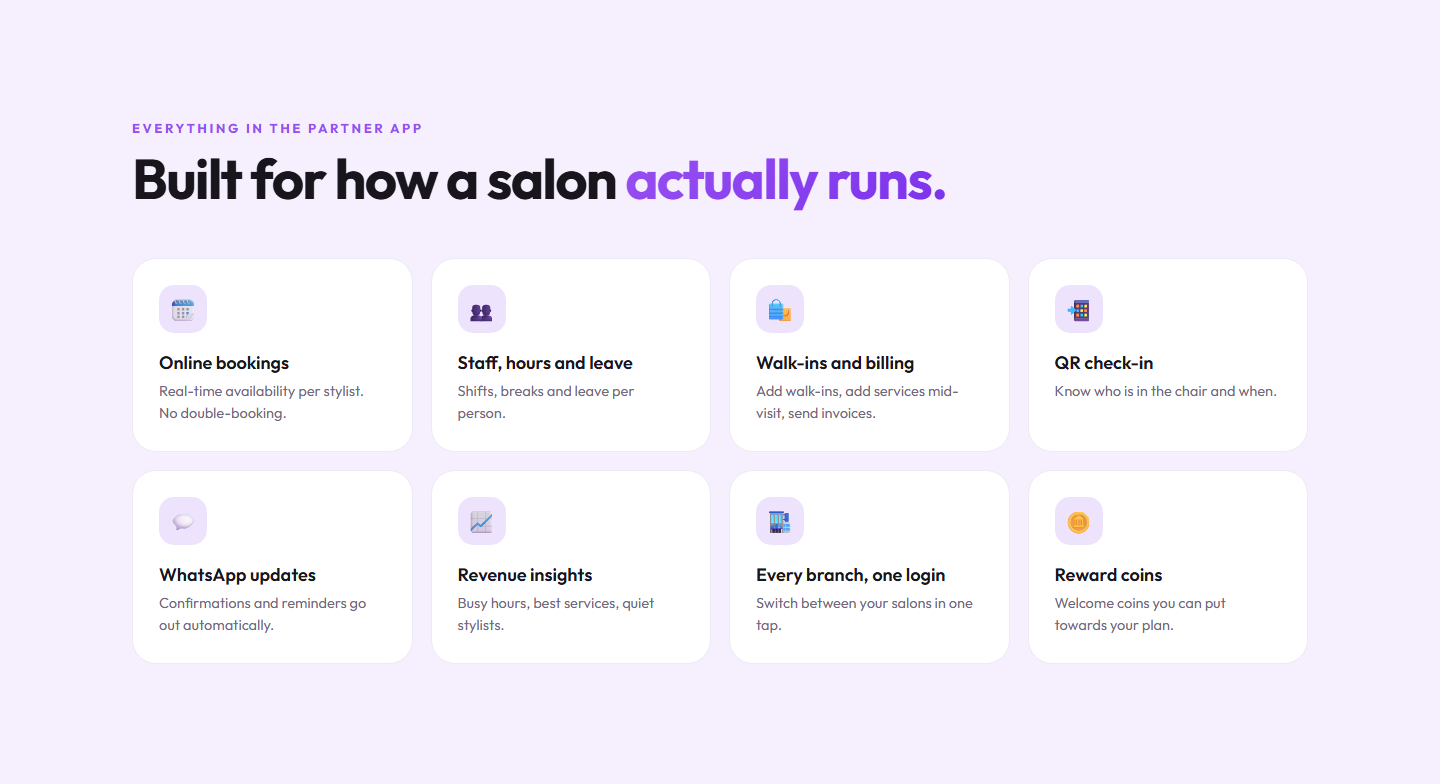 EVERYTHING IN THE PARTNER APP
Built for how a salon actually runs.
Online bookings
Real-time availability per stylist.
No double-booking.
Staff, hours and leave
Shifts, breaks and leave per
person.
Walk-ins and billing
Add walk-ins, add services mid-
visit, send invoices.
QR check-in
Know who is in the chair and when.
WhatsApp updates
Confirmations and reminders go
out automatically.
Revenue insights
Busy hours, best services, quiet
stylists.
Every branch, one login
Switch between your salons in one
tap.
Reward coins
Welcome coins you can put
towards your plan.